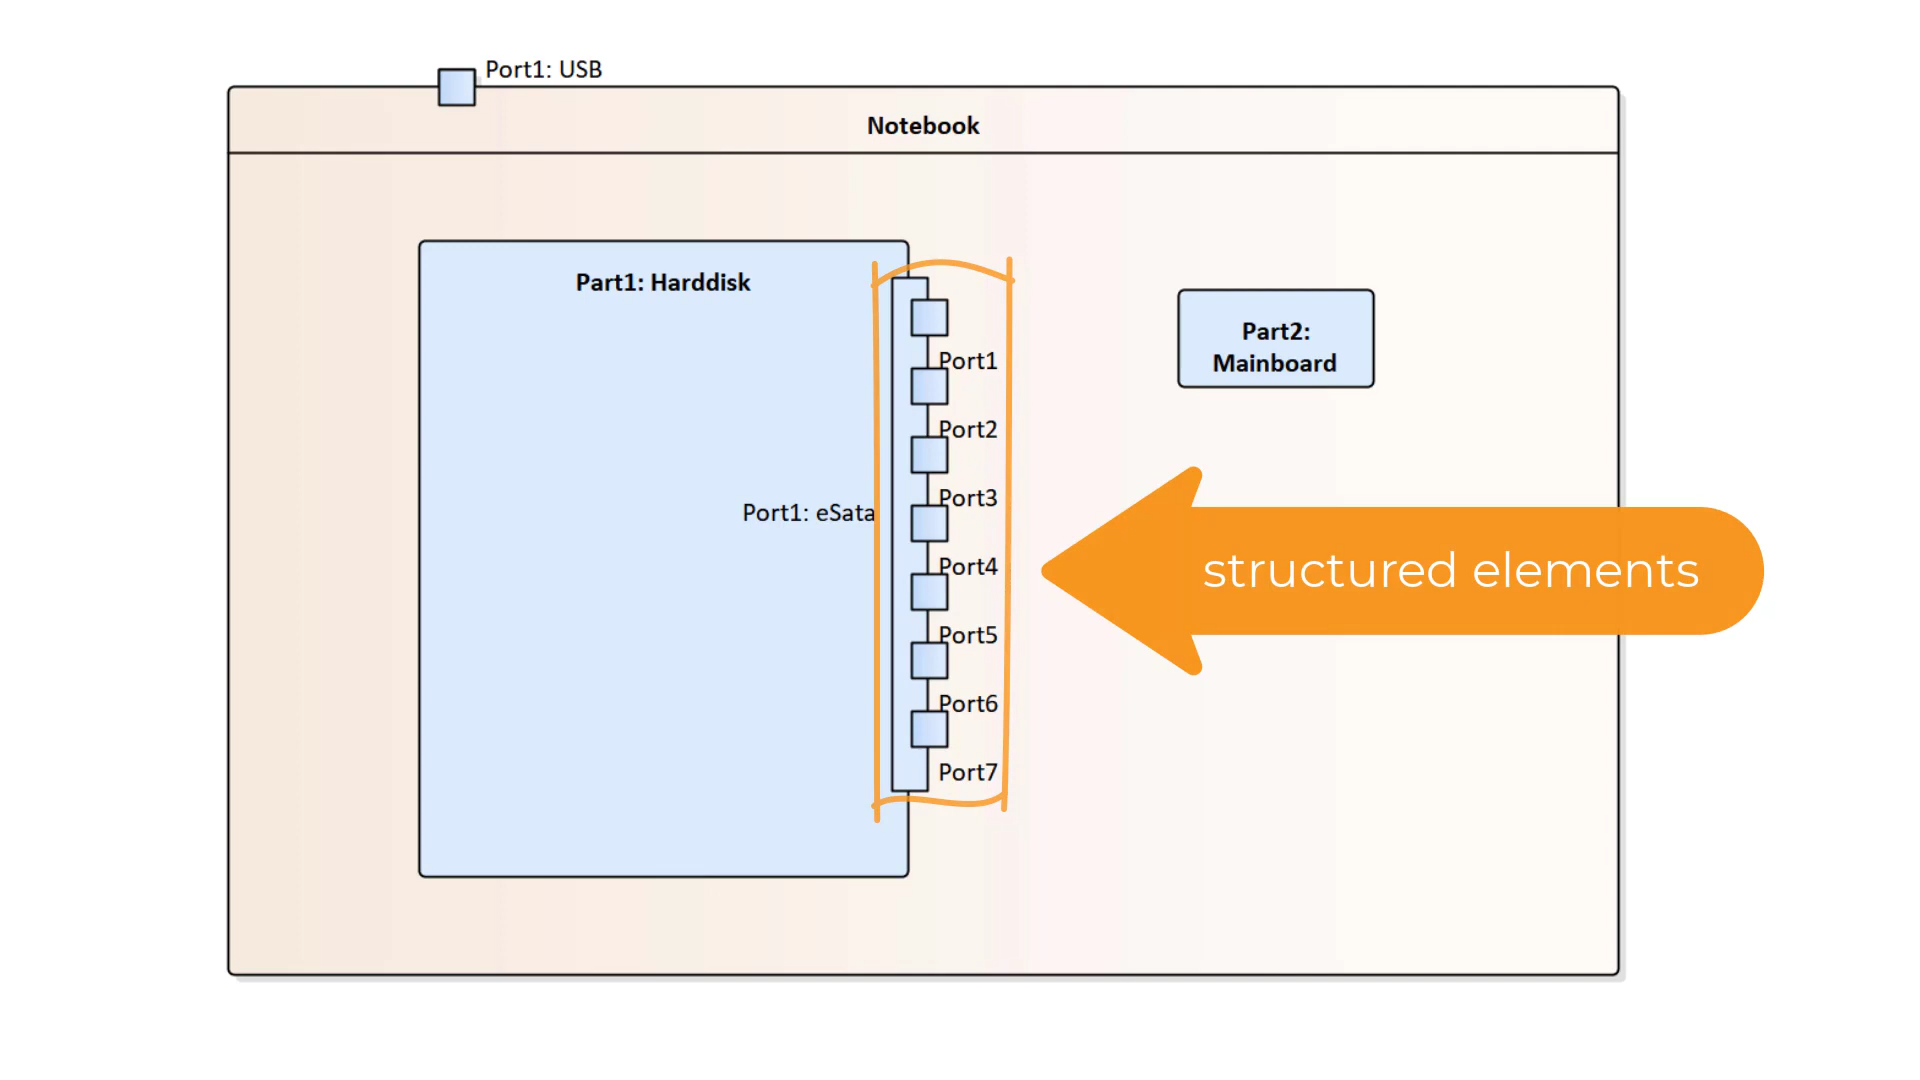 Port1: USB
Notebook
Part1: Harddisk
Port1
Part2:
Mainboard
Port2
Port3
Port1: eSata
Port4
structured elements
Port5
Port6
Port7